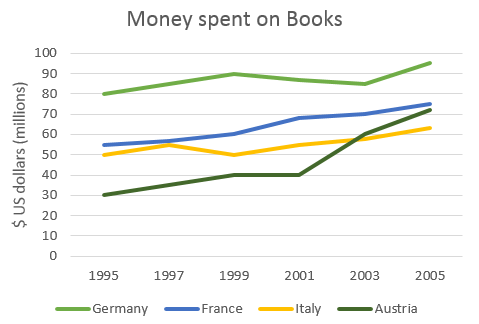 Money spent on Books
$ US dollars (millions)
100
90
80
70
60
50
40
30
20
10
0
1995 1997 1999 2001 2003 2005
Germany France Italy Austria